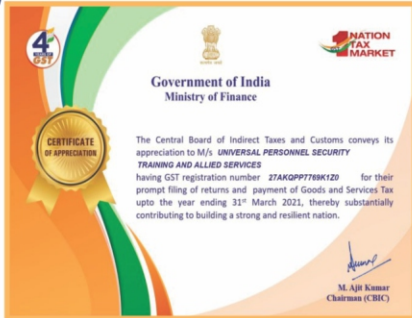 4
GST
1 NATION
TAX
MARKET
Government of India
Ministry of Finance
CERTIFICATE
OF APPRECIATION
The Central Board of Indirect Taxes and Customs conveys its
appreciation to M/s UNIVERSAL PERSONNEL SECURITY
TRAINING AND ALLIED SERVICES
having GST registration number 27AKQPP7769K1Z0 for their
prompt filing of returns and payment of Goods and Services Tax
upto the year ending 31st March 2021, thereby substantially
contributing to building a strong and resilient nation.
M. Ajit Kumar
Chairman (CBIC)